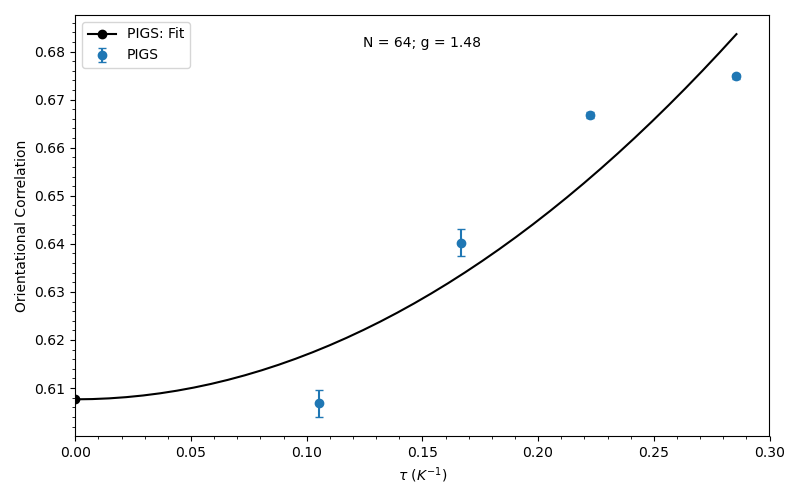 PIGS: Fit
PIGS
N = 64; g = 1.48
Orientational Correlation
0.68
0.67
0.66
0.65
0.64
0.63
0.62
0.61
0.00 0.05 0.10 0.15 0.20 0.25 0.30
τ (K⁻¹)